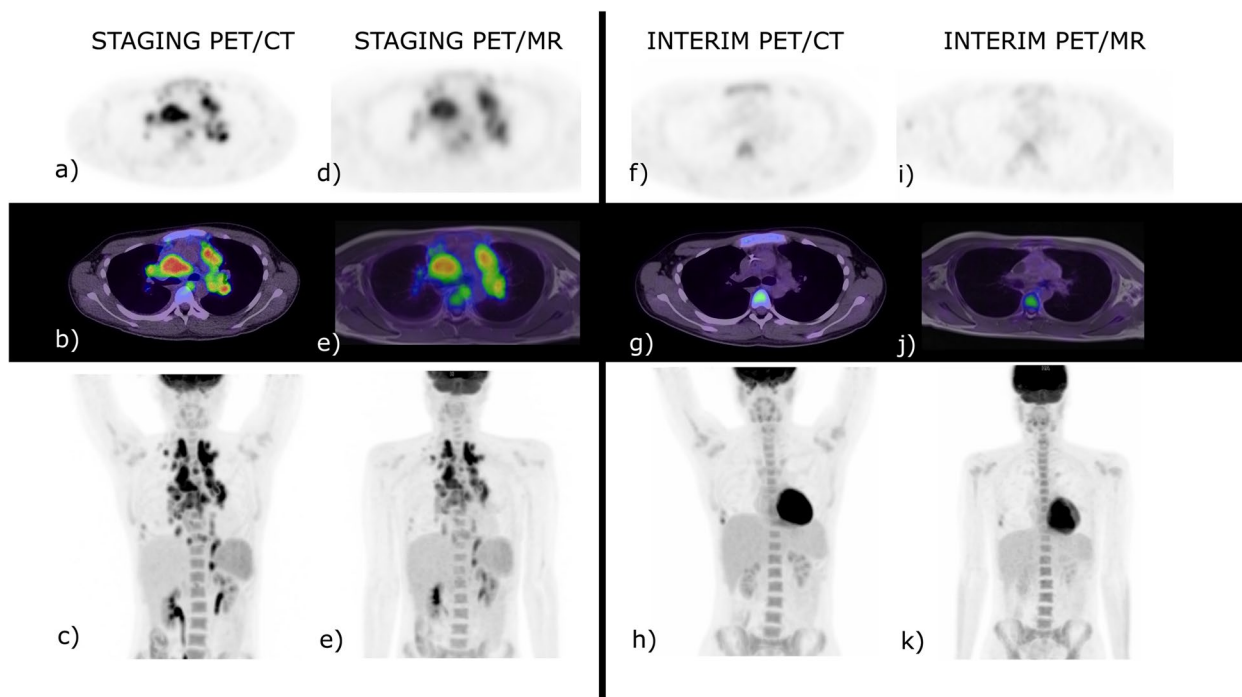 STAGING PET/CT STAGING PET/MR INTERIM PET/CT INTERIM PET/MR
a) d) f) i)
b) e) g) j)
c) e) h) k)